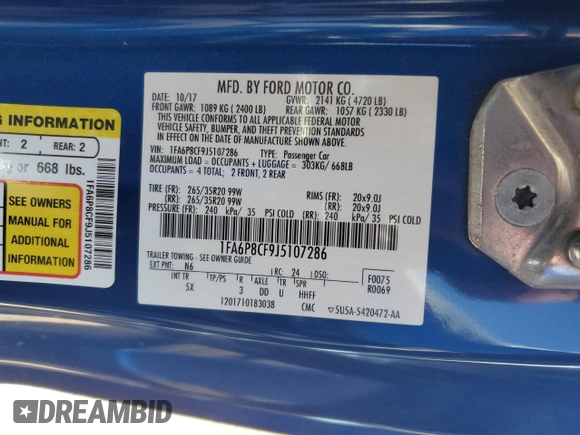 MFD. BY FORD MOTOR CO.
DATE: 10/17 GVWR: 2141 KG ( 4720 LB)
FRONT GAWR: 1089 KG ( 2400 LB) REAR GAWR: 1057 KG ( 2330 LB)
THIS VEHICLE CONFORMS TO ALL APPLICABLE FEDERAL MOTOR
VEHICLE SAFETY, BUMPER, AND THEFT PREVENTION STANDARDS
IN EFFECT ON THE DATE OF MANUFACTURE SHOWN ABOVE.
VIN: 1FA6P8CF9J5107286 TYPE: Passenger Car
MAXIMUM LOAD = OCCUPANTS + LUGGAGE = 303KG/ 668LB
OCCUPANTS = 4 TOTAL; 2 FRONT, 2 REAR
TIRE (FR): 265/35R20 99W RIMS (FR): 20x9.0J
TIRE (RR): 265/35R20 99W RIMS (RR): 20x9.0J
PRESSURE (FR): 240 kPa/ 35 PSI COLD (RR): 240 kPa/ 35 PSI COLD
1FA6P8CF9J5107286
TRAILER TOWING - SEE OWNER GUIDE
EXT PNT: N6 RC: 24 DSO: F0075
INT TR TP/PS R AXLE TR SPR R0069
5X 3 DD U HHFF
1201710183038 CMC 5U5A-5420472-AA
G INFORMATION
NT: 2 REAR: 2
or 668 lbs.
SEE OWNERS
MANUAL FOR
ADDITIONAL
INFORMATION
1FA6P8CF9J5107286
DREAMBID